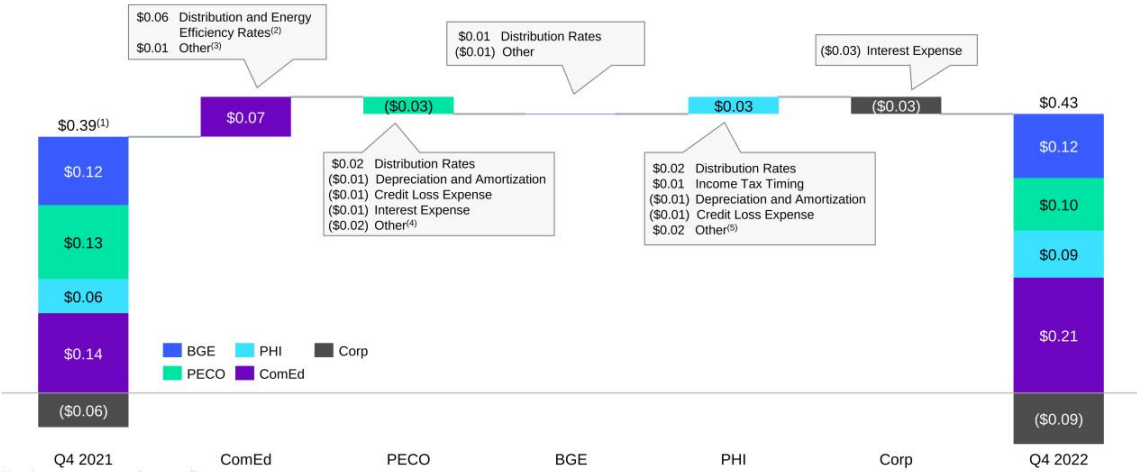 $0.06 Distribution and Energy
Efficiency Rates(2)
$0.01 Other(3)
$0.01 Distribution Rates
($0.01) Other
($0.03) Interest Expense
$0.39(1)
$0.07
($0.03)
$0.03
($0.03)
$0.43
$0.12
$0.13
$0.06
$0.14
($0.06)
$0.02 Distribution Rates
($0.01) Depreciation and Amortization
($0.01) Credit Loss Expense
($0.01) Interest Expense
($0.02) Other(4)
$0.02 Distribution Rates
$0.01 Income Tax Timing
($0.01) Depreciation and Amortization
($0.01) Credit Loss Expense
$0.02 Other(5)
$0.12
$0.10
$0.09
$0.21
($0.09)
BGE PHI Corp
PECO ComEd
Q4 2021 ComEd PECO BGE PHI Corp Q4 2022